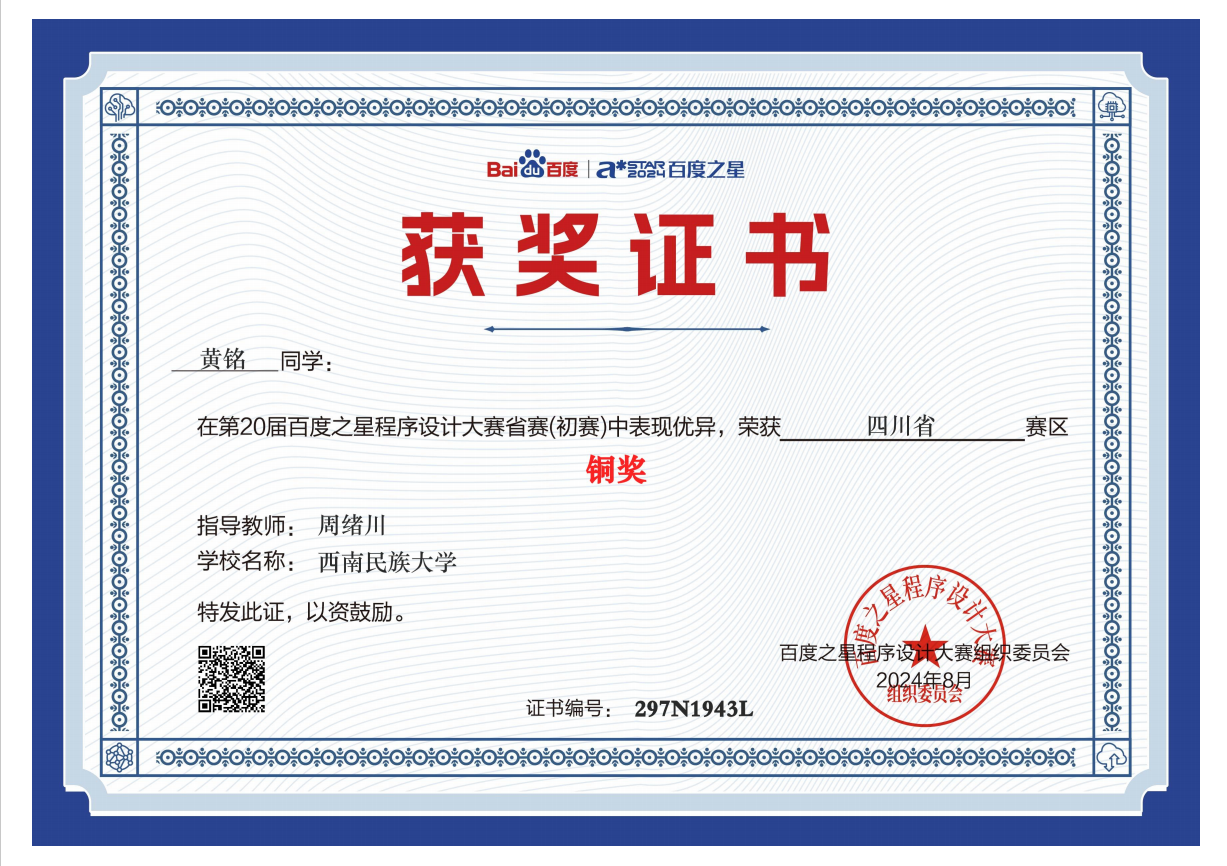 Bai du 百度 | a*STAR 2024 百度之星
获奖证书
黄铭 同学：
在第20届百度之星程序设计大赛省赛(初赛)中表现优异，荣获 四川省 赛区
铜奖
指导教师： 周绪川
学校名称： 西南民族大学
特发此证，以资鼓励。
百度之星程序设计大赛组织委员会
2024年8月
百度之星程序设计大赛
组织委员会
证书编号： 297N1943L